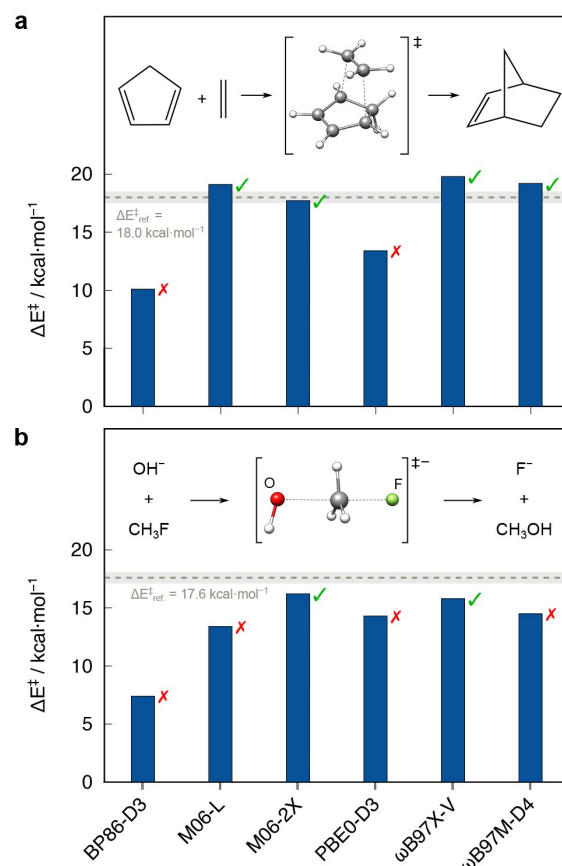 a
+
‡
20
15
10
5
0
ΔE‡ref. =
18.0 kcal·mol⁻¹
ΔE‡ / kcal·mol⁻¹
✓
✓
✓
✓
✗
✗
b
OH⁻
+
CH₃F
O
F
‡−
F⁻
+
CH₃OH
20
15
10
5
0
ΔE‡ref. = 17.6 kcal·mol⁻¹
ΔE‡ / kcal·mol⁻¹
✓
✓
✗
✗
✗
✗
BP86-D3
M06-L
M06-2X
PBE0-D3
ωB97X-V
ωB97M-D4